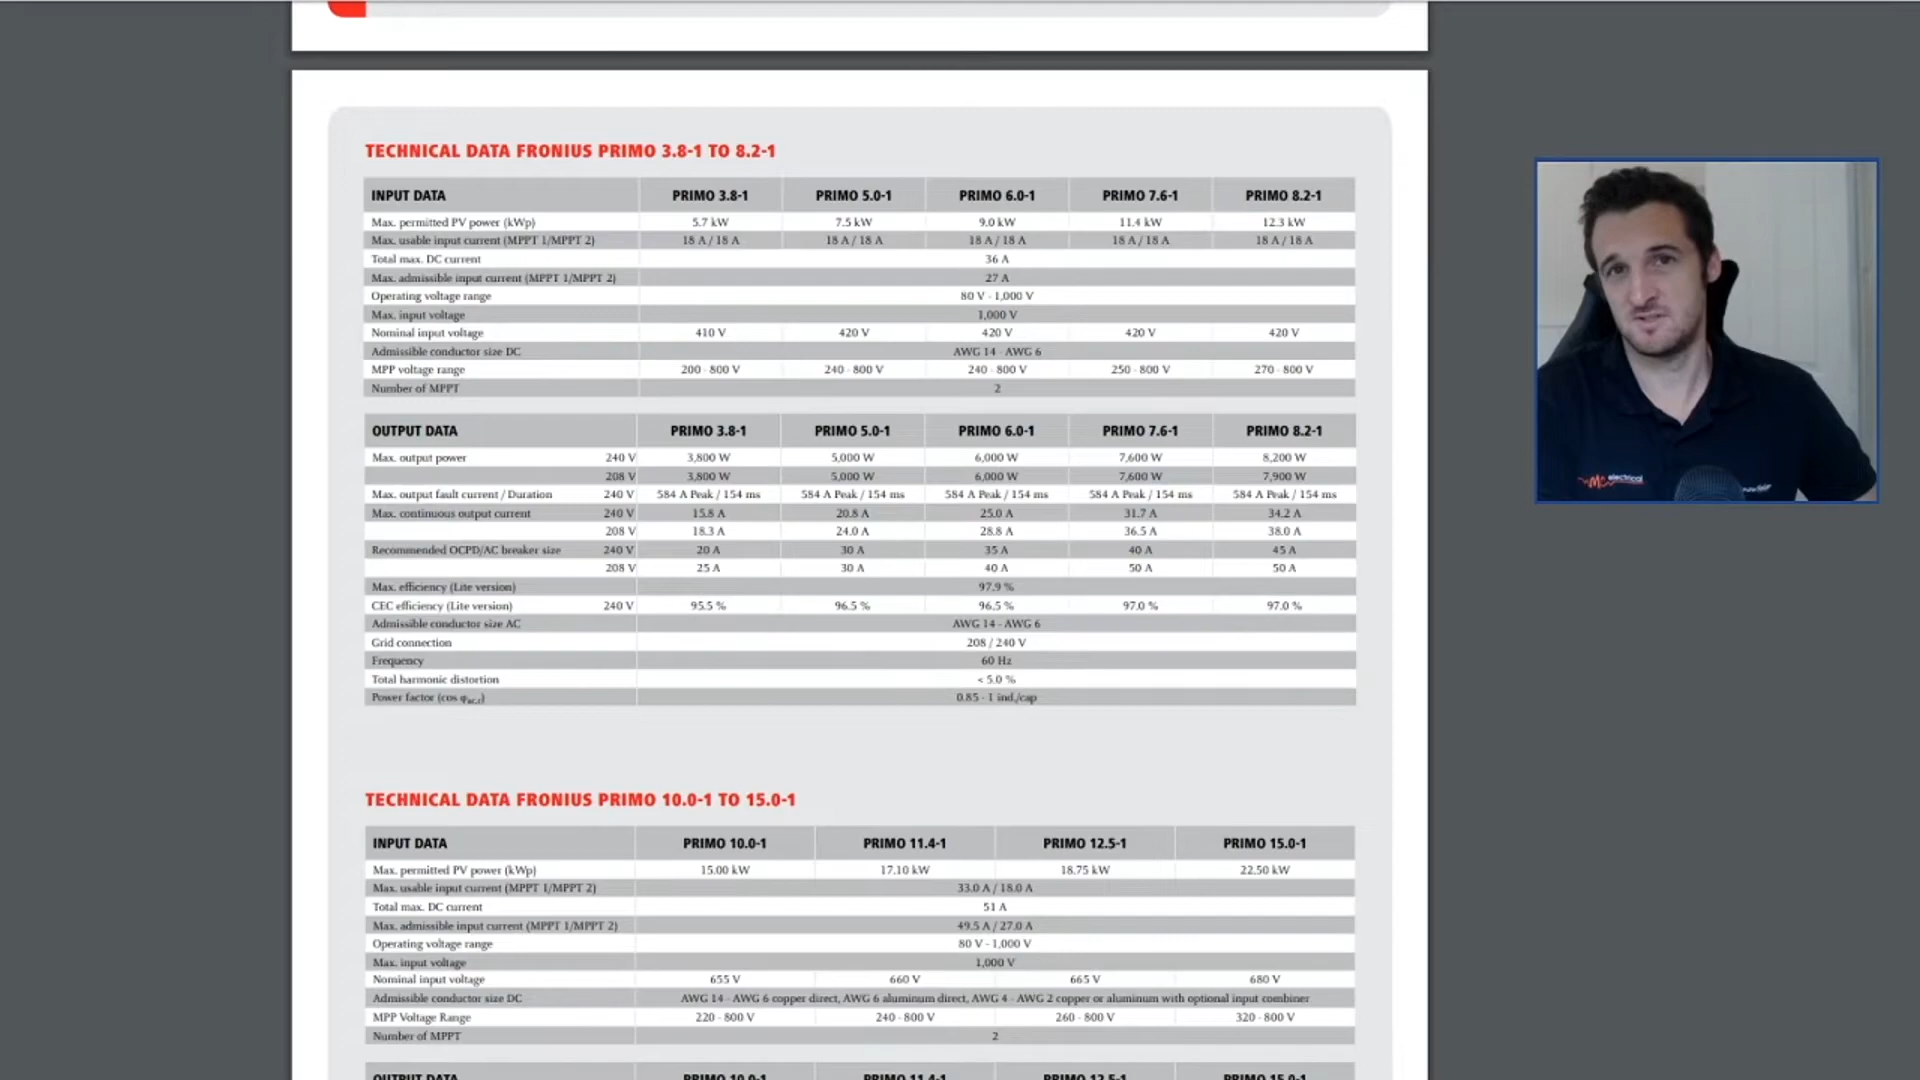 TECHNICAL DATA FRONIUS PRIMO 3.8-1 TO 8.2-1
INPUT DATA PRIMO 3.8-1 PRIMO 5.0-1 PRIMO 6.0-1 PRIMO 7.6-1 PRIMO 8.2-1
Max. permitted PV power (kWp) 5.7 kW 7.5 kW 9.0 kW 11.4 kW 12.3 kW
Max. usable input current (MPPT 1/MPPT 2) 18 A / 18 A 18 A / 18 A 18 A / 18 A 18 A / 18 A 18 A / 18 A
Total max. DC current 36 A
Max. admissible input current (MPPT 1/MPPT 2) 27 A
Operating voltage range 80 V - 1,000 V
Max. input voltage 1,000 V
Nominal input voltage 410 V 420 V 420 V 420 V 420 V
Admissible conductor size DC AWG 14 - AWG 6
MPP voltage range 200 - 800 V 240 - 800 V 240 - 800 V 250 - 800 V 270 - 800 V
Number of MPPT 2
OUTPUT DATA PRIMO 3.8-1 PRIMO 5.0-1 PRIMO 6.0-1 PRIMO 7.6-1 PRIMO 8.2-1
Max. output power 240 V 3,800 W 5,000 W 6,000 W 7,600 W 8,200 W
208 V 3,800 W 5,000 W 6,000 W 7,600 W 7,900 W
Max. output fault current / Duration 240 V 584 A Peak / 154 ms 584 A Peak / 154 ms 584 A Peak / 154 ms 584 A Peak / 154 ms 584 A Peak / 154 ms
Max. continuous output current 240 V 15.8 A 20.8 A 25.0 A 31.7 A 34.2 A
208 V 18.3 A 24.0 A 28.8 A 36.5 A 38.0 A
Recommended OCPD/AC breaker size 240 V 20 A 30 A 35 A 40 A 45 A
208 V 25 A 30 A 40 A 50 A 50 A
Max. efficiency (Lite version) 97.9 %
CEC efficiency (Lite version) 240 V 95.5 % 96.5 % 96.5 % 97.0 % 97.0 %
Admissible conductor size AC AWG 14 - AWG 6
Grid connection 208 / 240 V
Frequency 60 Hz
Total harmonic distortion < 5.0 %
Power factor (cos φac,r) 0.85 - 1 ind./cap
TECHNICAL DATA FRONIUS PRIMO 10.0-1 TO 15.0-1
INPUT DATA PRIMO 10.0-1 PRIMO 11.4-1 PRIMO 12.5-1 PRIMO 15.0-1
Max. permitted PV power (kWp) 15.00 kW 17.10 kW 18.75 kW 22.50 kW
Max. usable input current (MPPT 1/MPPT 2) 33.0 A / 18.0 A
Total max. DC current 51 A
Max. admissible input current (MPPT 1/MPPT 2) 49.5 A / 27.0 A
Operating voltage range 80 V - 1,000 V
Max. input voltage 1,000 V
Nominal input voltage 655 V 660 V 665 V 680 V
Admissible conductor size DC AWG 14 - AWG 6 copper direct, AWG 6 aluminum direct, AWG 4 - AWG 2 copper or aluminum with optional input combiner
MPP Voltage Range 220 - 800 V 240 - 800 V 260 - 800 V 320 - 800 V
Number of MPPT 2
OUTPUT DATA PRIMO 10.0-1 PRIMO 11.4-1 PRIMO 12.5-1 PRIMO 15.0-1
Mc electrical